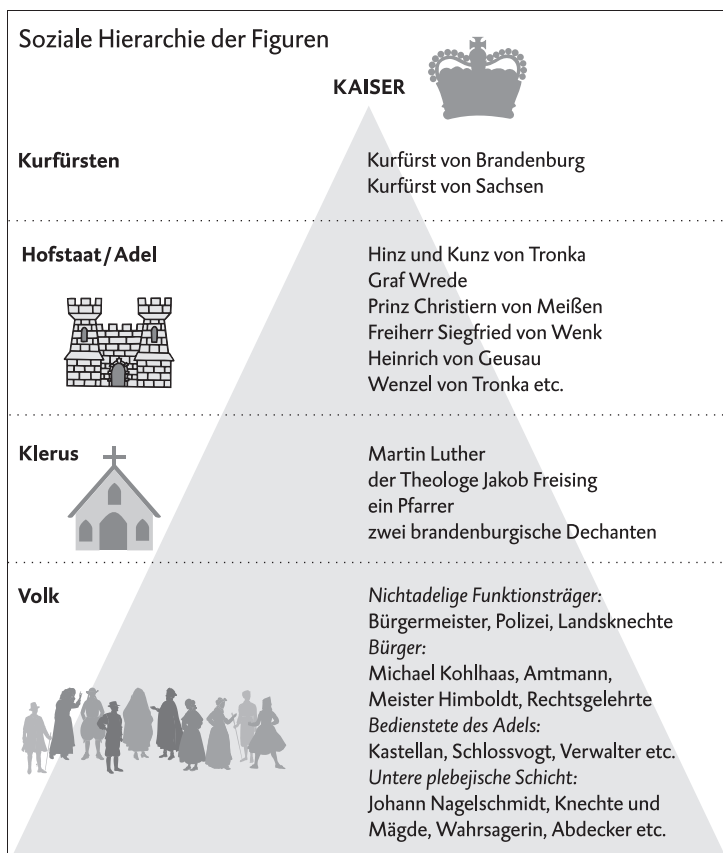 Soziale Hierarchie der Figuren
KAISER
Kurfürsten
Kurfürst von Brandenburg
Kurfürst von Sachsen
Hofstaat / Adel
Hinz und Kunz von Tronka
Graf Wrede
Prinz Christiern von Meißen
Freiherr Siegfried von Wenk
Heinrich von Geusau
Wenzel von Tronka etc.
Klerus
Martin Luther
der Theologe Jakob Freising
ein Pfarrer
zwei brandenburgische Dechanten
Volk
Nichtadelige Funktionsträger:
Bürgermeister, Polizei, Landsknechte
Bürger:
Michael Kohlhaas, Amtmann,
Meister Himboldt, Rechtsgelehrte
Bedienstete des Adels:
Kastellan, Schlossvogt, Verwalter etc.
Untere plebejische Schicht:
Johann Nagelschmidt, Knechte und
Mägde, Wahrsagerin, Abdecker etc.